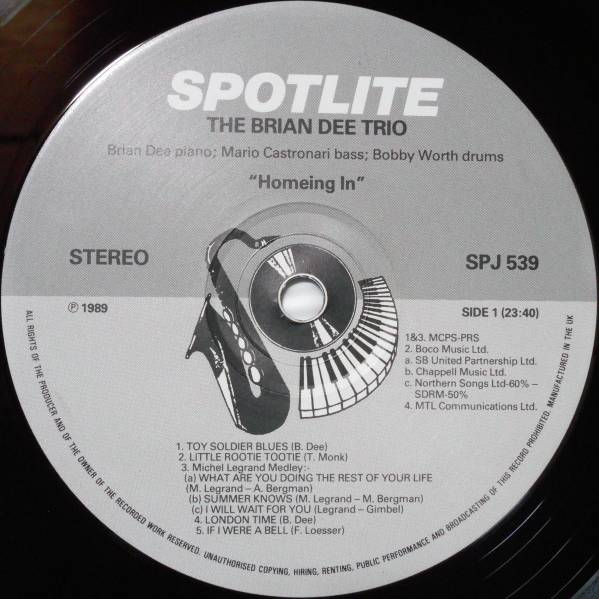 SPOTLITE
THE BRIAN DEE TRIO
Brian Dee piano; Mario Castronari bass; Bobby Worth drums
"Homeing In"
STEREO
SPJ 539
℗ 1989
SIDE 1 (23:40)
1&3. MCPS-PRS
2. Boco Music Ltd.
a. SB United Partnership Ltd.
b. Chappell Music Ltd.
c. Northern Songs Ltd-60% –
SDRM-50%
4. MTL Communications Ltd.
1. TOY SOLDIER BLUES (B. Dee)
2. LITTLE ROOTIE TOOTIE (T. Monk)
3. Michel Legrand Medley:-
(a) WHAT ARE YOU DOING THE REST OF YOUR LIFE
(M. Legrand – A. Bergman)
(b) SUMMER KNOWS (M. Legrand – M. Bergman)
(c) I WILL WAIT FOR YOU (Legrand – Gimbel)
4. LONDON TIME (B. Dee)
5. IF I WERE A BELL (F. Loesser)
ALL RIGHTS OF THE PRODUCER AND OF THE OWNER OF THE RECORDED WORK RESERVED. UNAUTHORISED COPYING, HIRING, RENTING, PUBLIC PERFORMANCE AND BROADCASTING OF THIS RECORD PROHIBITED. MANUFACTURED IN THE UK